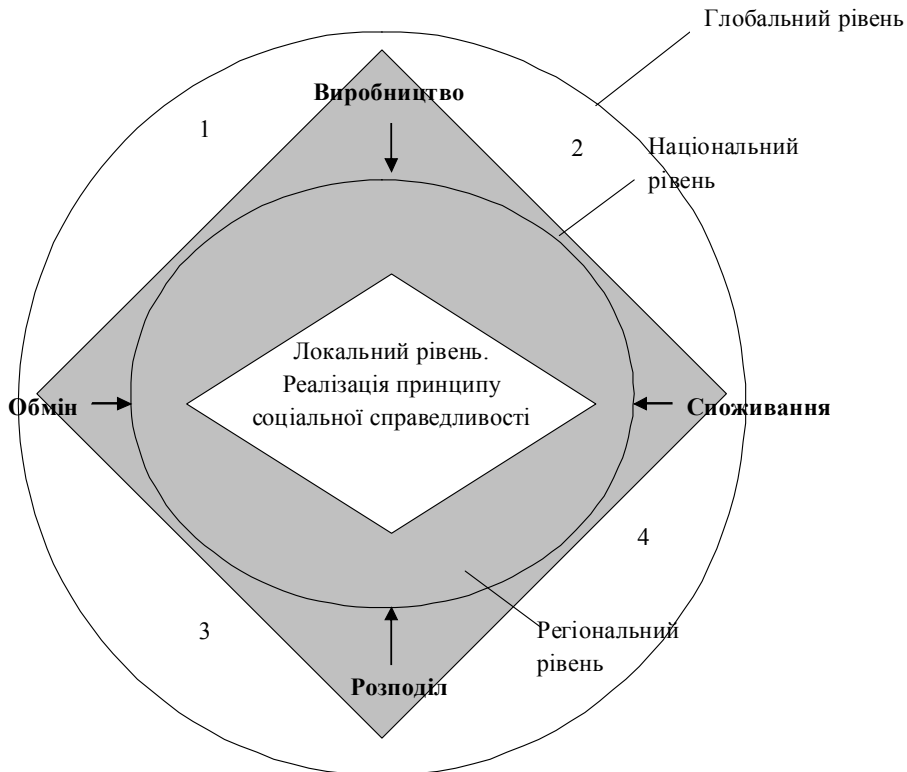 Глобальний рівень
Виробництво
1
2
Національний
рівень
Локальний рівень.
Реалізація принципу
соціальної справедливості
Обмін
Споживання
4
3
Регіональний
рівень
Розподіл